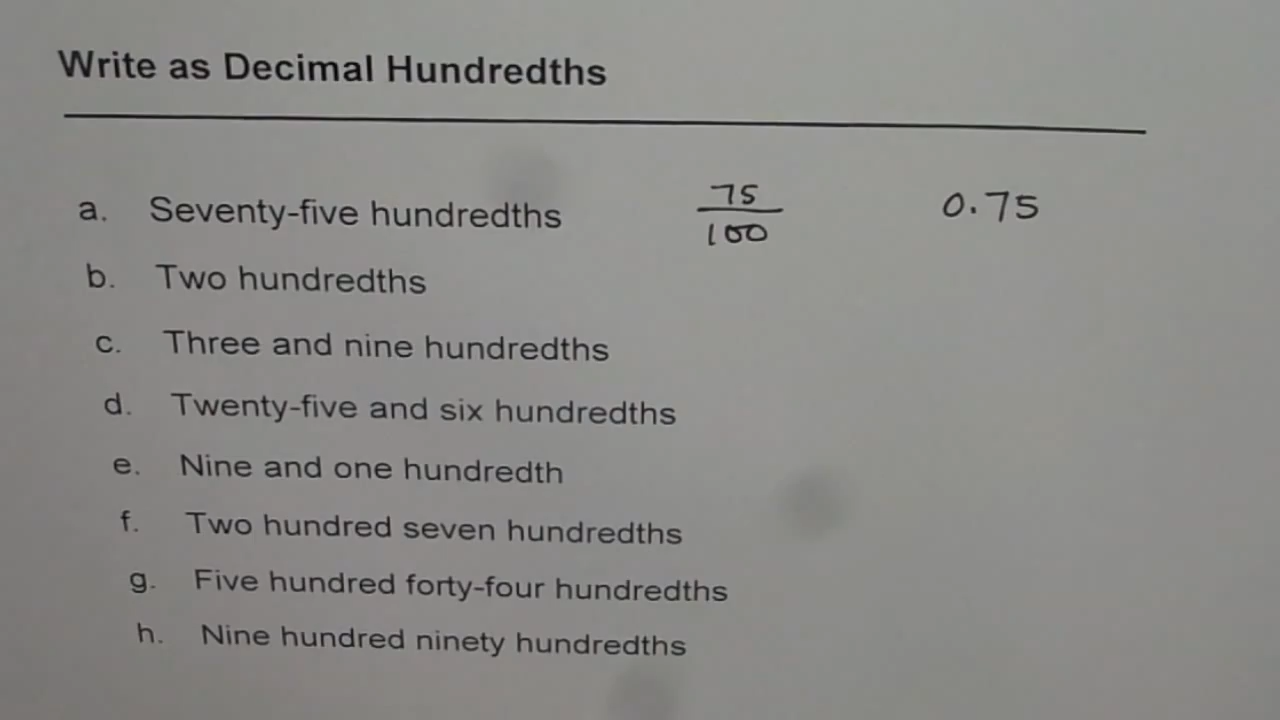 Write as Decimal Hundredths
a. Seventy-five hundredths 75/100 0.75
b. Two hundredths
c. Three and nine hundredths
d. Twenty-five and six hundredths
e. Nine and one hundredth
f. Two hundred seven hundredths
g. Five hundred forty-four hundredths
h. Nine hundred ninety hundredths